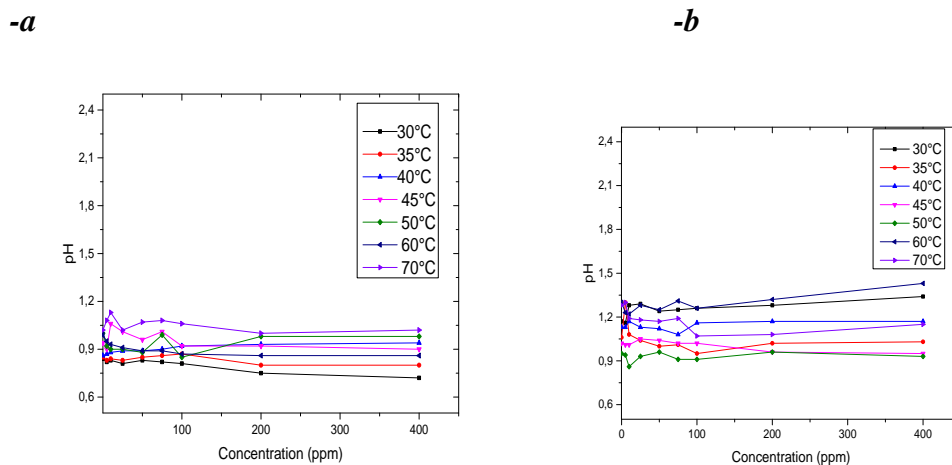 -a
2,4
2,1
1,8
1,5
1,2
0,9
0,6
pH
100
200
300
400
Concentration (ppm)
30°C
35°C
40°C
45°C
50°C
60°C
70°C
-b
2,4
2,1
1,8
1,5
1,2
0,9
0,6
pH
0
100
200
300
400
Concentration (ppm)
30°C
35°C
40°C
45°C
50°C
60°C
70°C